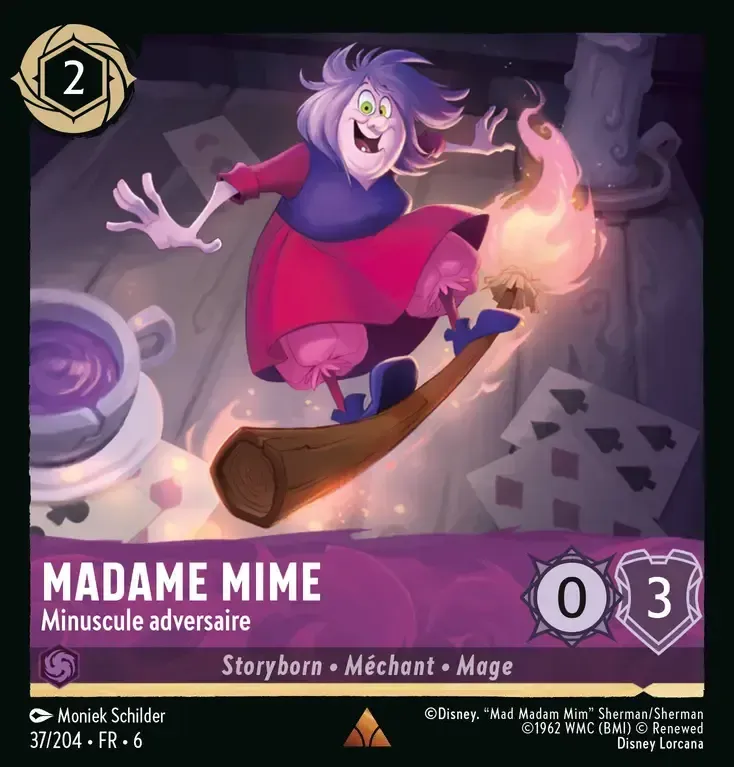 2
MADAME MIME
Minuscule adversaire
0
3
Storyborn • Méchant • Mage
Moniek Schilder
37/204 • FR • 6
©Disney. “Mad Madam Mim” Sherman/Sherman
©1962 WMC (BMI) © Renewed
Disney Lorcana